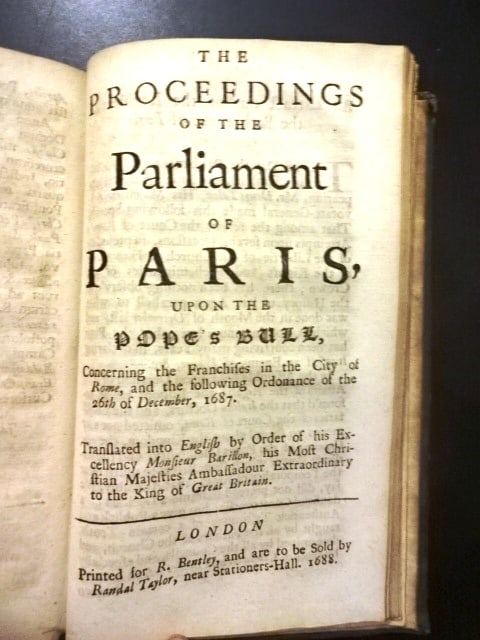 THE
PROCEEDINGS
OF THE
Parliament
OF
PARIS,
UPON THE
POPE's BULL,
Concerning the Franchiſes in the City of
Rome, and the following Ordonance of the
26th of December, 1687.
Tranſlated into Engliſh by Order of his Ex-
cellency Monſieur Barillon, his Moſt Chri-
ſtian Majeſties Ambaſſadour Extraordinary
to the King of Great Britain.
LONDON
Printed for R. Bentley, and are to be Sold by
Randal Taylor, near Stationers-Hall. 1688.